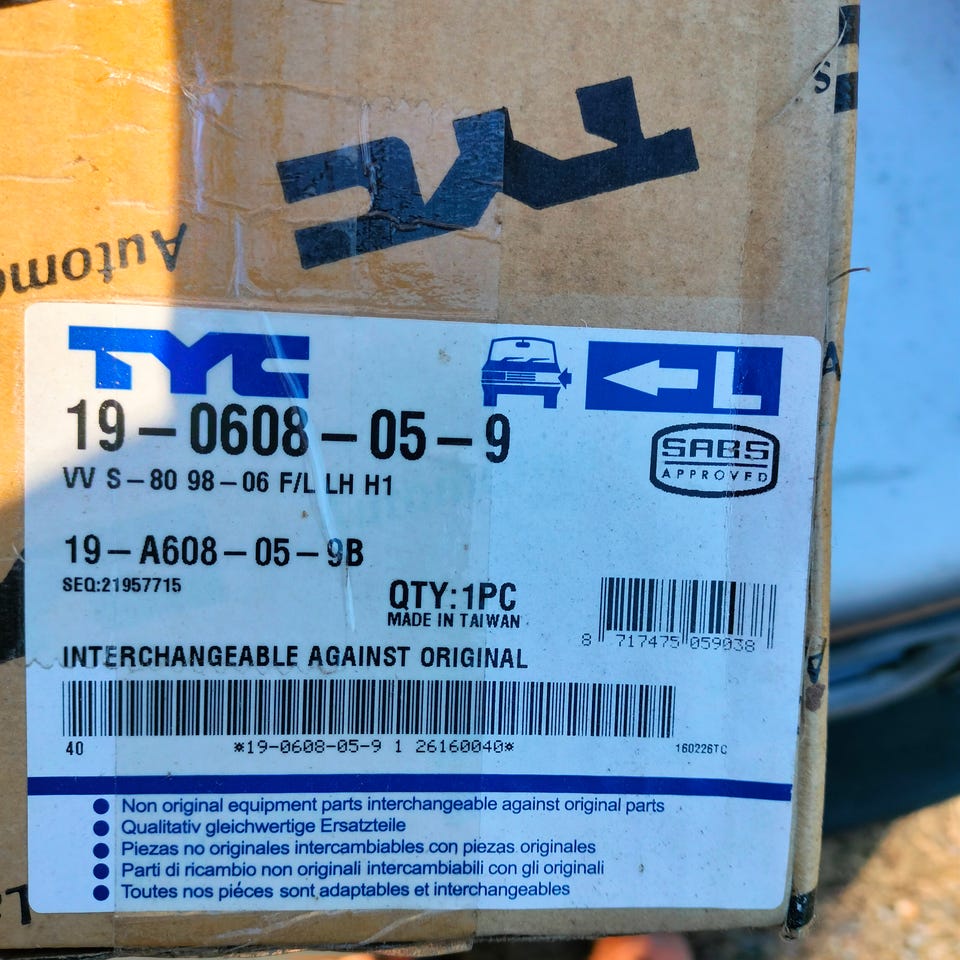 TYC
Automo
TYC
L
19-0608-05-9
VV S-80 98-06 F/L LH H1
SABS
APPROVED
19-A608-05-9B
SEQ:21957715
QTY:1PC
MADE IN TAIWAN
8 717475 059038
INTERCHANGEABLE AGAINST ORIGINAL
40 *19-0608-05-9 1 26160040* 160226TC
Non original equipment parts interchangeable against original parts
Qualitativ gleichwertige Ersatzteile
Piezas no originales intercambiables con piezas originales
Parti di ricambio non originali intercambiabili con gli originali
Toutes nos piéces sont adaptables et interchangeables